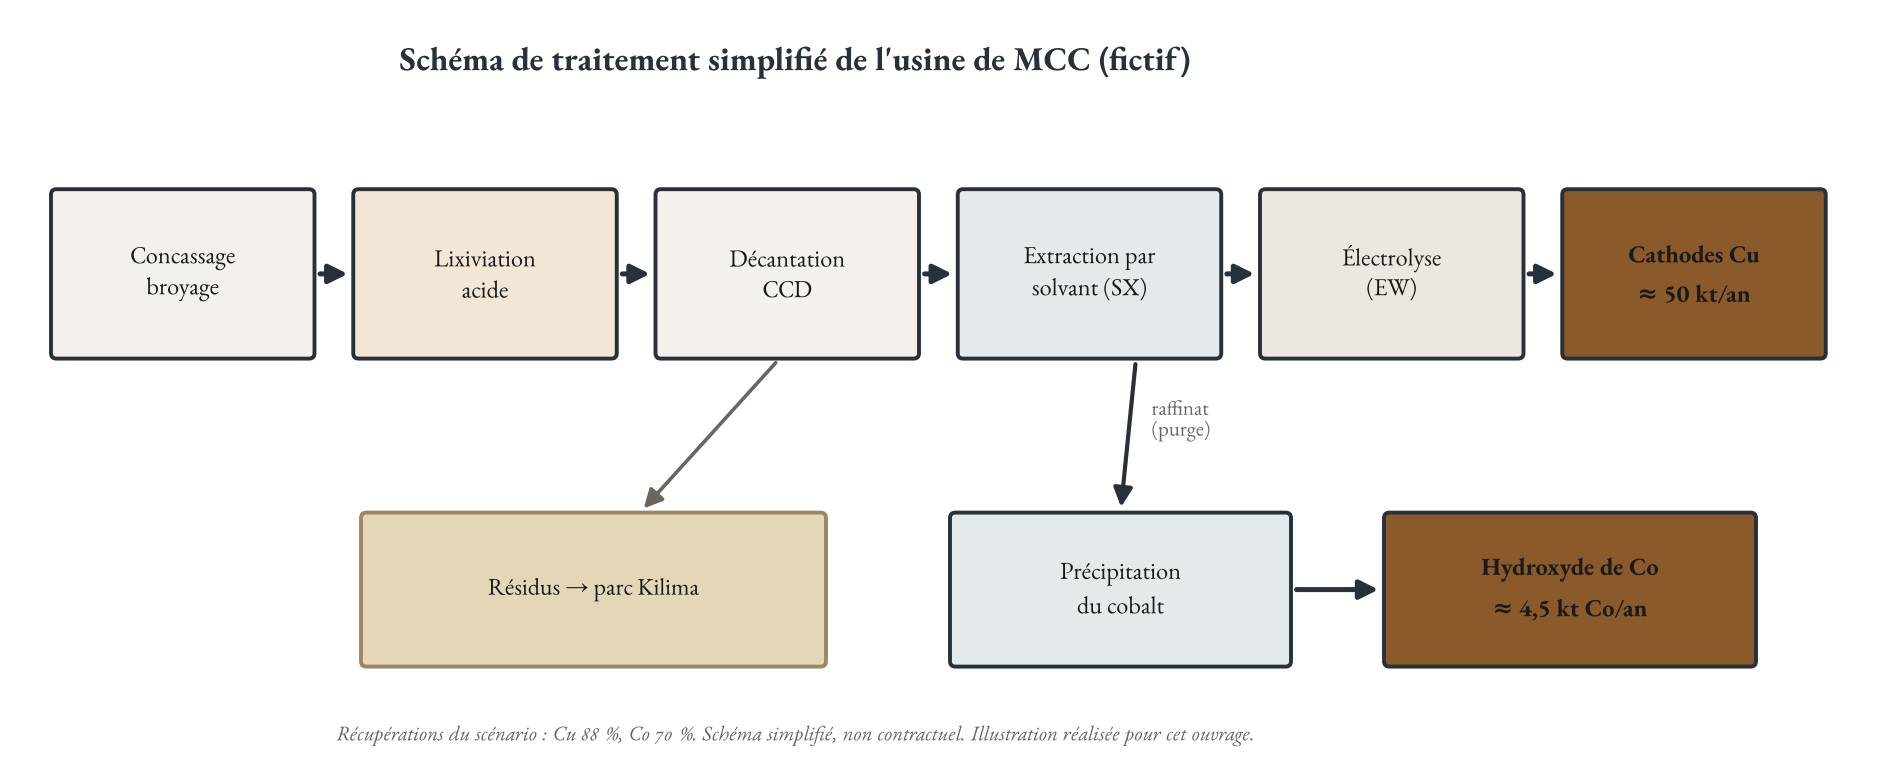 Schéma de traitement simplifié de l'usine de MCC (fictif)
Concassage
broyage
Lixiviation
acide
Décantation
CCD
Extraction par
solvant (SX)
Électrolyse
(EW)
Cathodes Cu
≈ 50 kt/an
raffinat
(purge)
Résidus → parc Kilima
Précipitation
du cobalt
Hydroxyde de Co
≈ 4,5 kt Co/an
Récupérations du scénario : Cu 88 %, Co 70 %. Schéma simplifié, non contractuel. Illustration réalisée pour cet ouvrage.